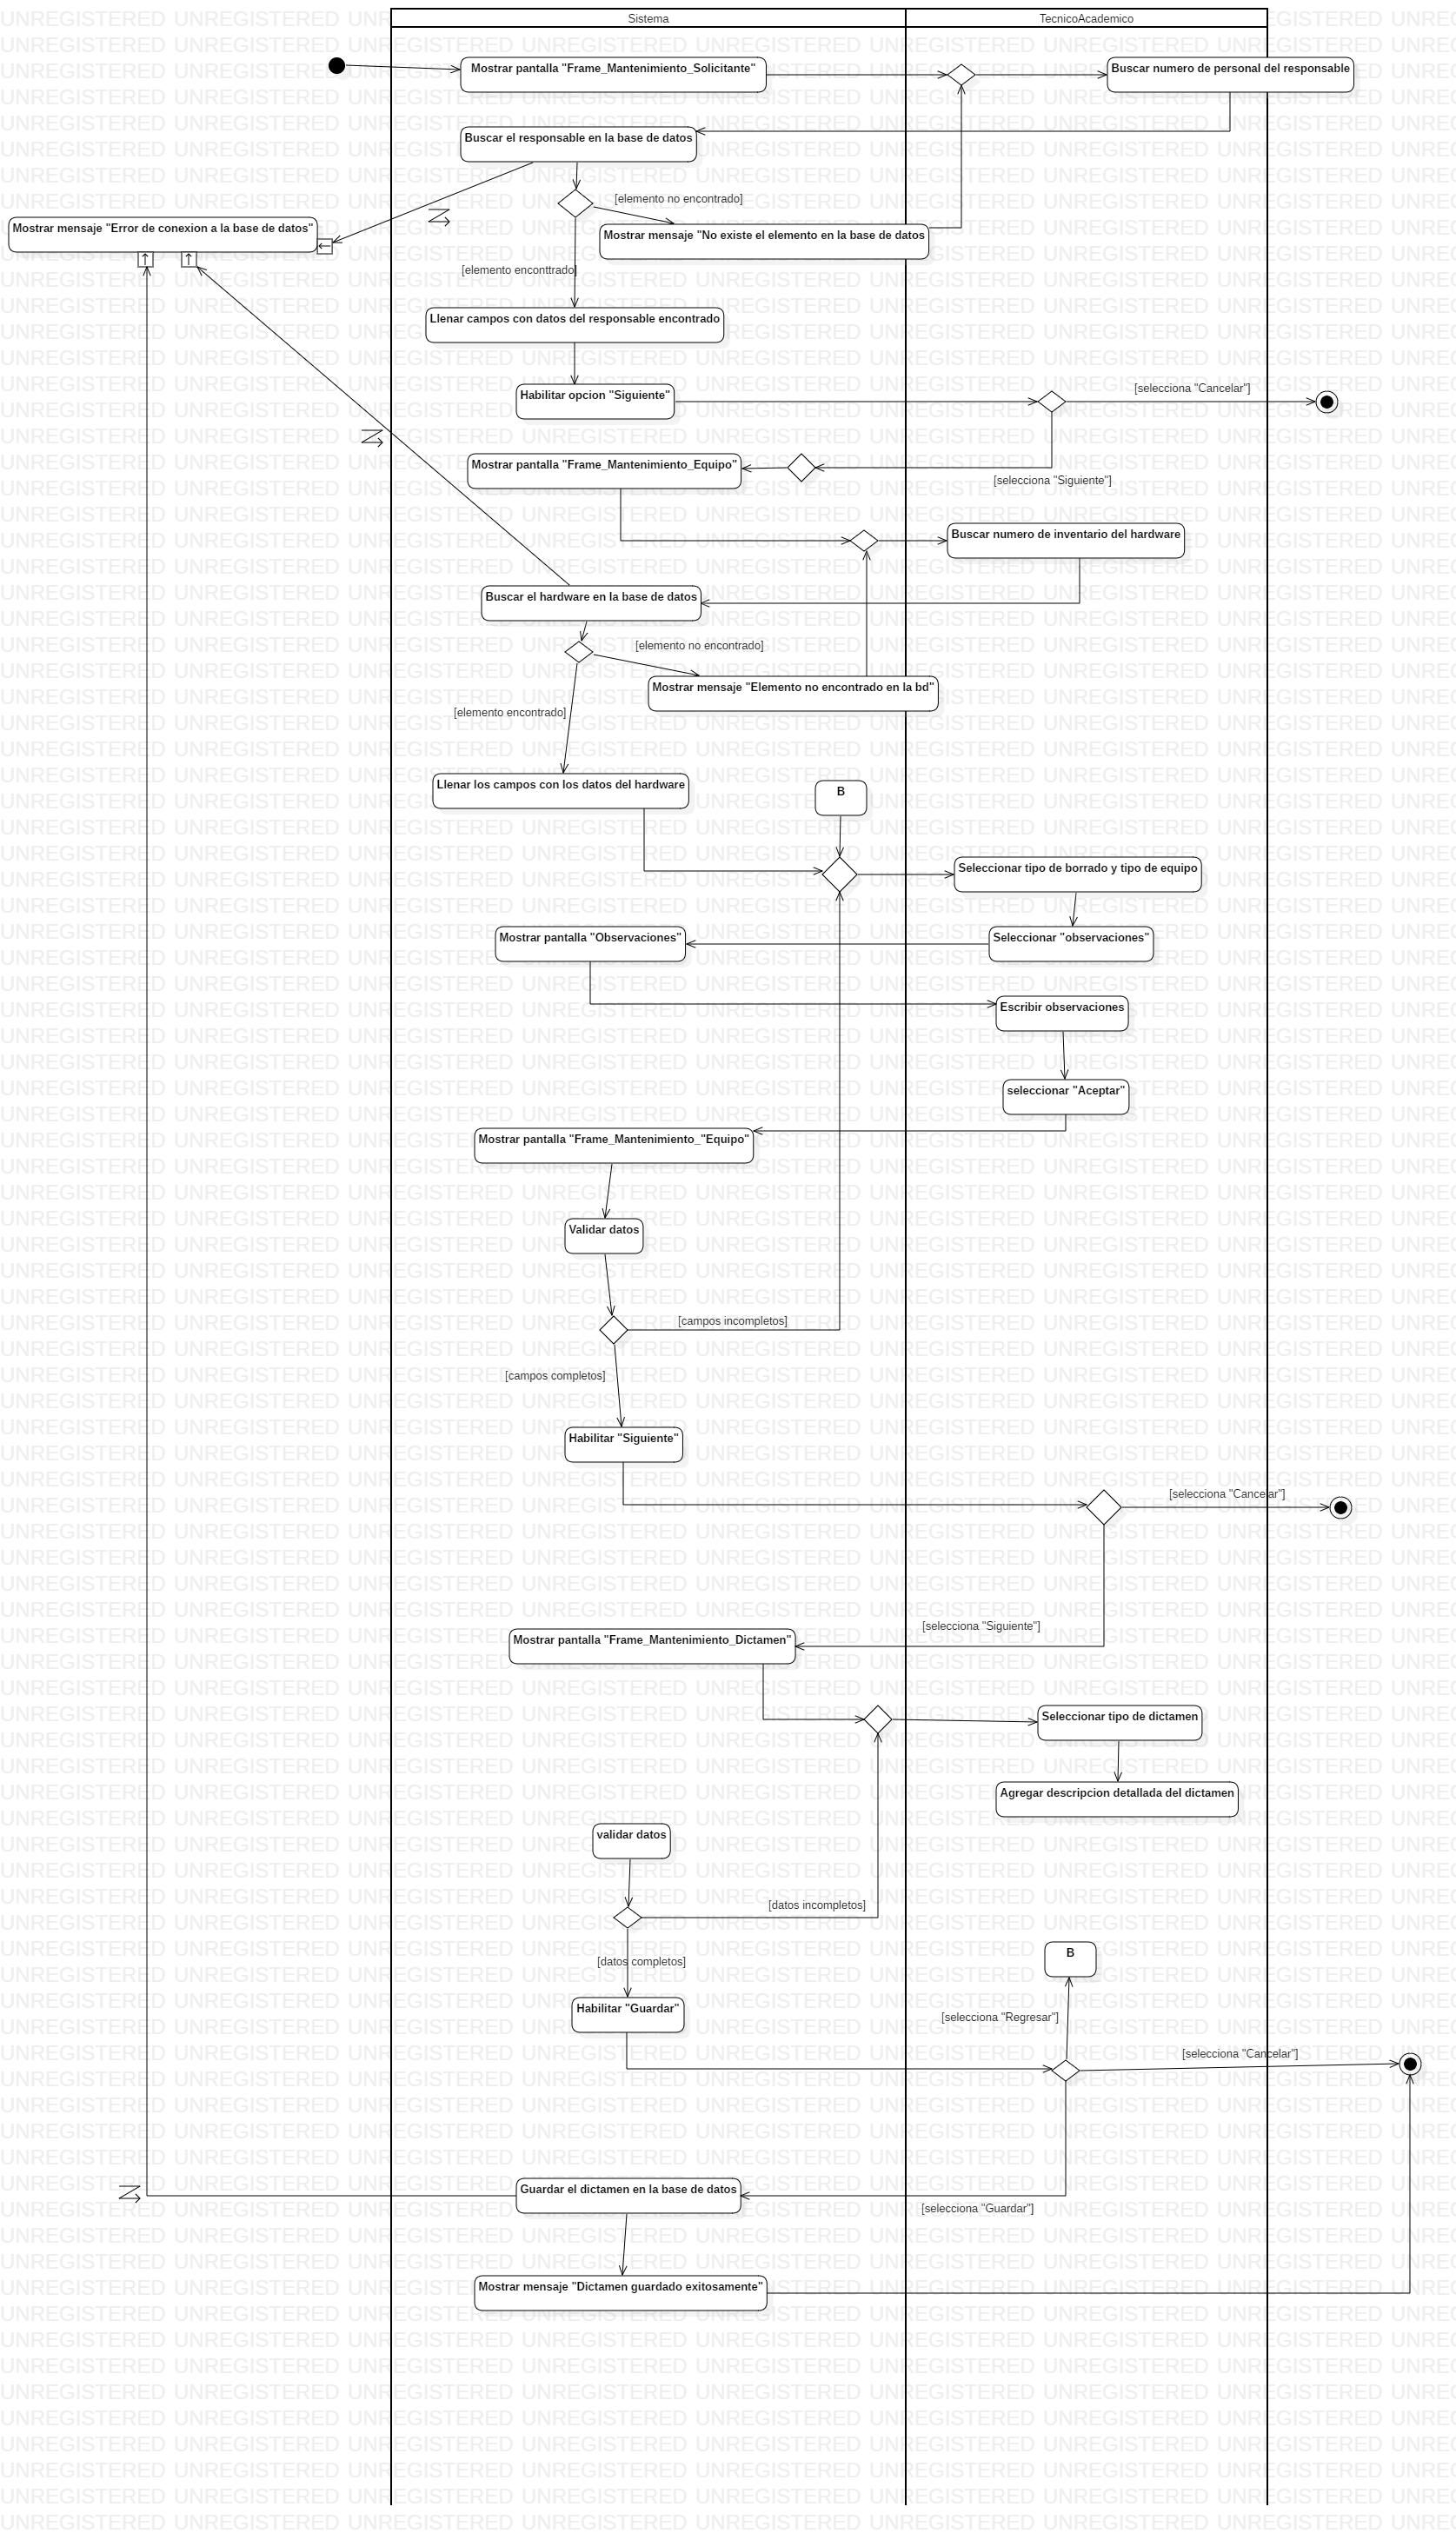 Sistema
TecnicoAcademico
Mostrar pantalla "Frame_Mantenimiento_Solicitante"
Buscar numero de personal del responsable
Buscar el responsable en la base de datos
[elemento no encontrado]
Mostrar mensaje "Error de conexion a la base de datos"
Mostrar mensaje "No existe el elemento en la base de datos
[elemento enconttrado]
Llenar campos con datos del responsable encontrado
Habilitar opcion "Siguiente"
[selecciona "Cancelar"]
Mostrar pantalla "Frame_Mantenimiento_Equipo"
[selecciona "Siguiente"]
Buscar numero de inventario del hardware
Buscar el hardware en la base de datos
[elemento no encontrado]
Mostrar mensaje "Elemento no encontrado en la bd"
[elemento encontrado]
Llenar los campos con los datos del hardware
B
Seleccionar tipo de borrado y tipo de equipo
Mostrar pantalla "Observaciones"
Seleccionar "observaciones"
Escribir observaciones
seleccionar "Aceptar"
Mostrar pantalla "Frame_Mantenimiento_"Equipo"
Validar datos
[campos incompletos]
[campos completos]
Habilitar "Siguiente"
[selecciona "Cancelar"]
[selecciona "Siguiente"]
Mostrar pantalla "Frame_Mantenimiento_Dictamen"
Seleccionar tipo de dictamen
Agregar descripcion detallada del dictamen
validar datos
[datos incompletos]
B
[datos completos]
Habilitar "Guardar"
[selecciona "Regresar"]
[selecciona "Cancelar"]
Guardar el dictamen en la base de datos
[selecciona "Guardar"]
Mostrar mensaje "Dictamen guardado exitosamente"
UNREGISTERED